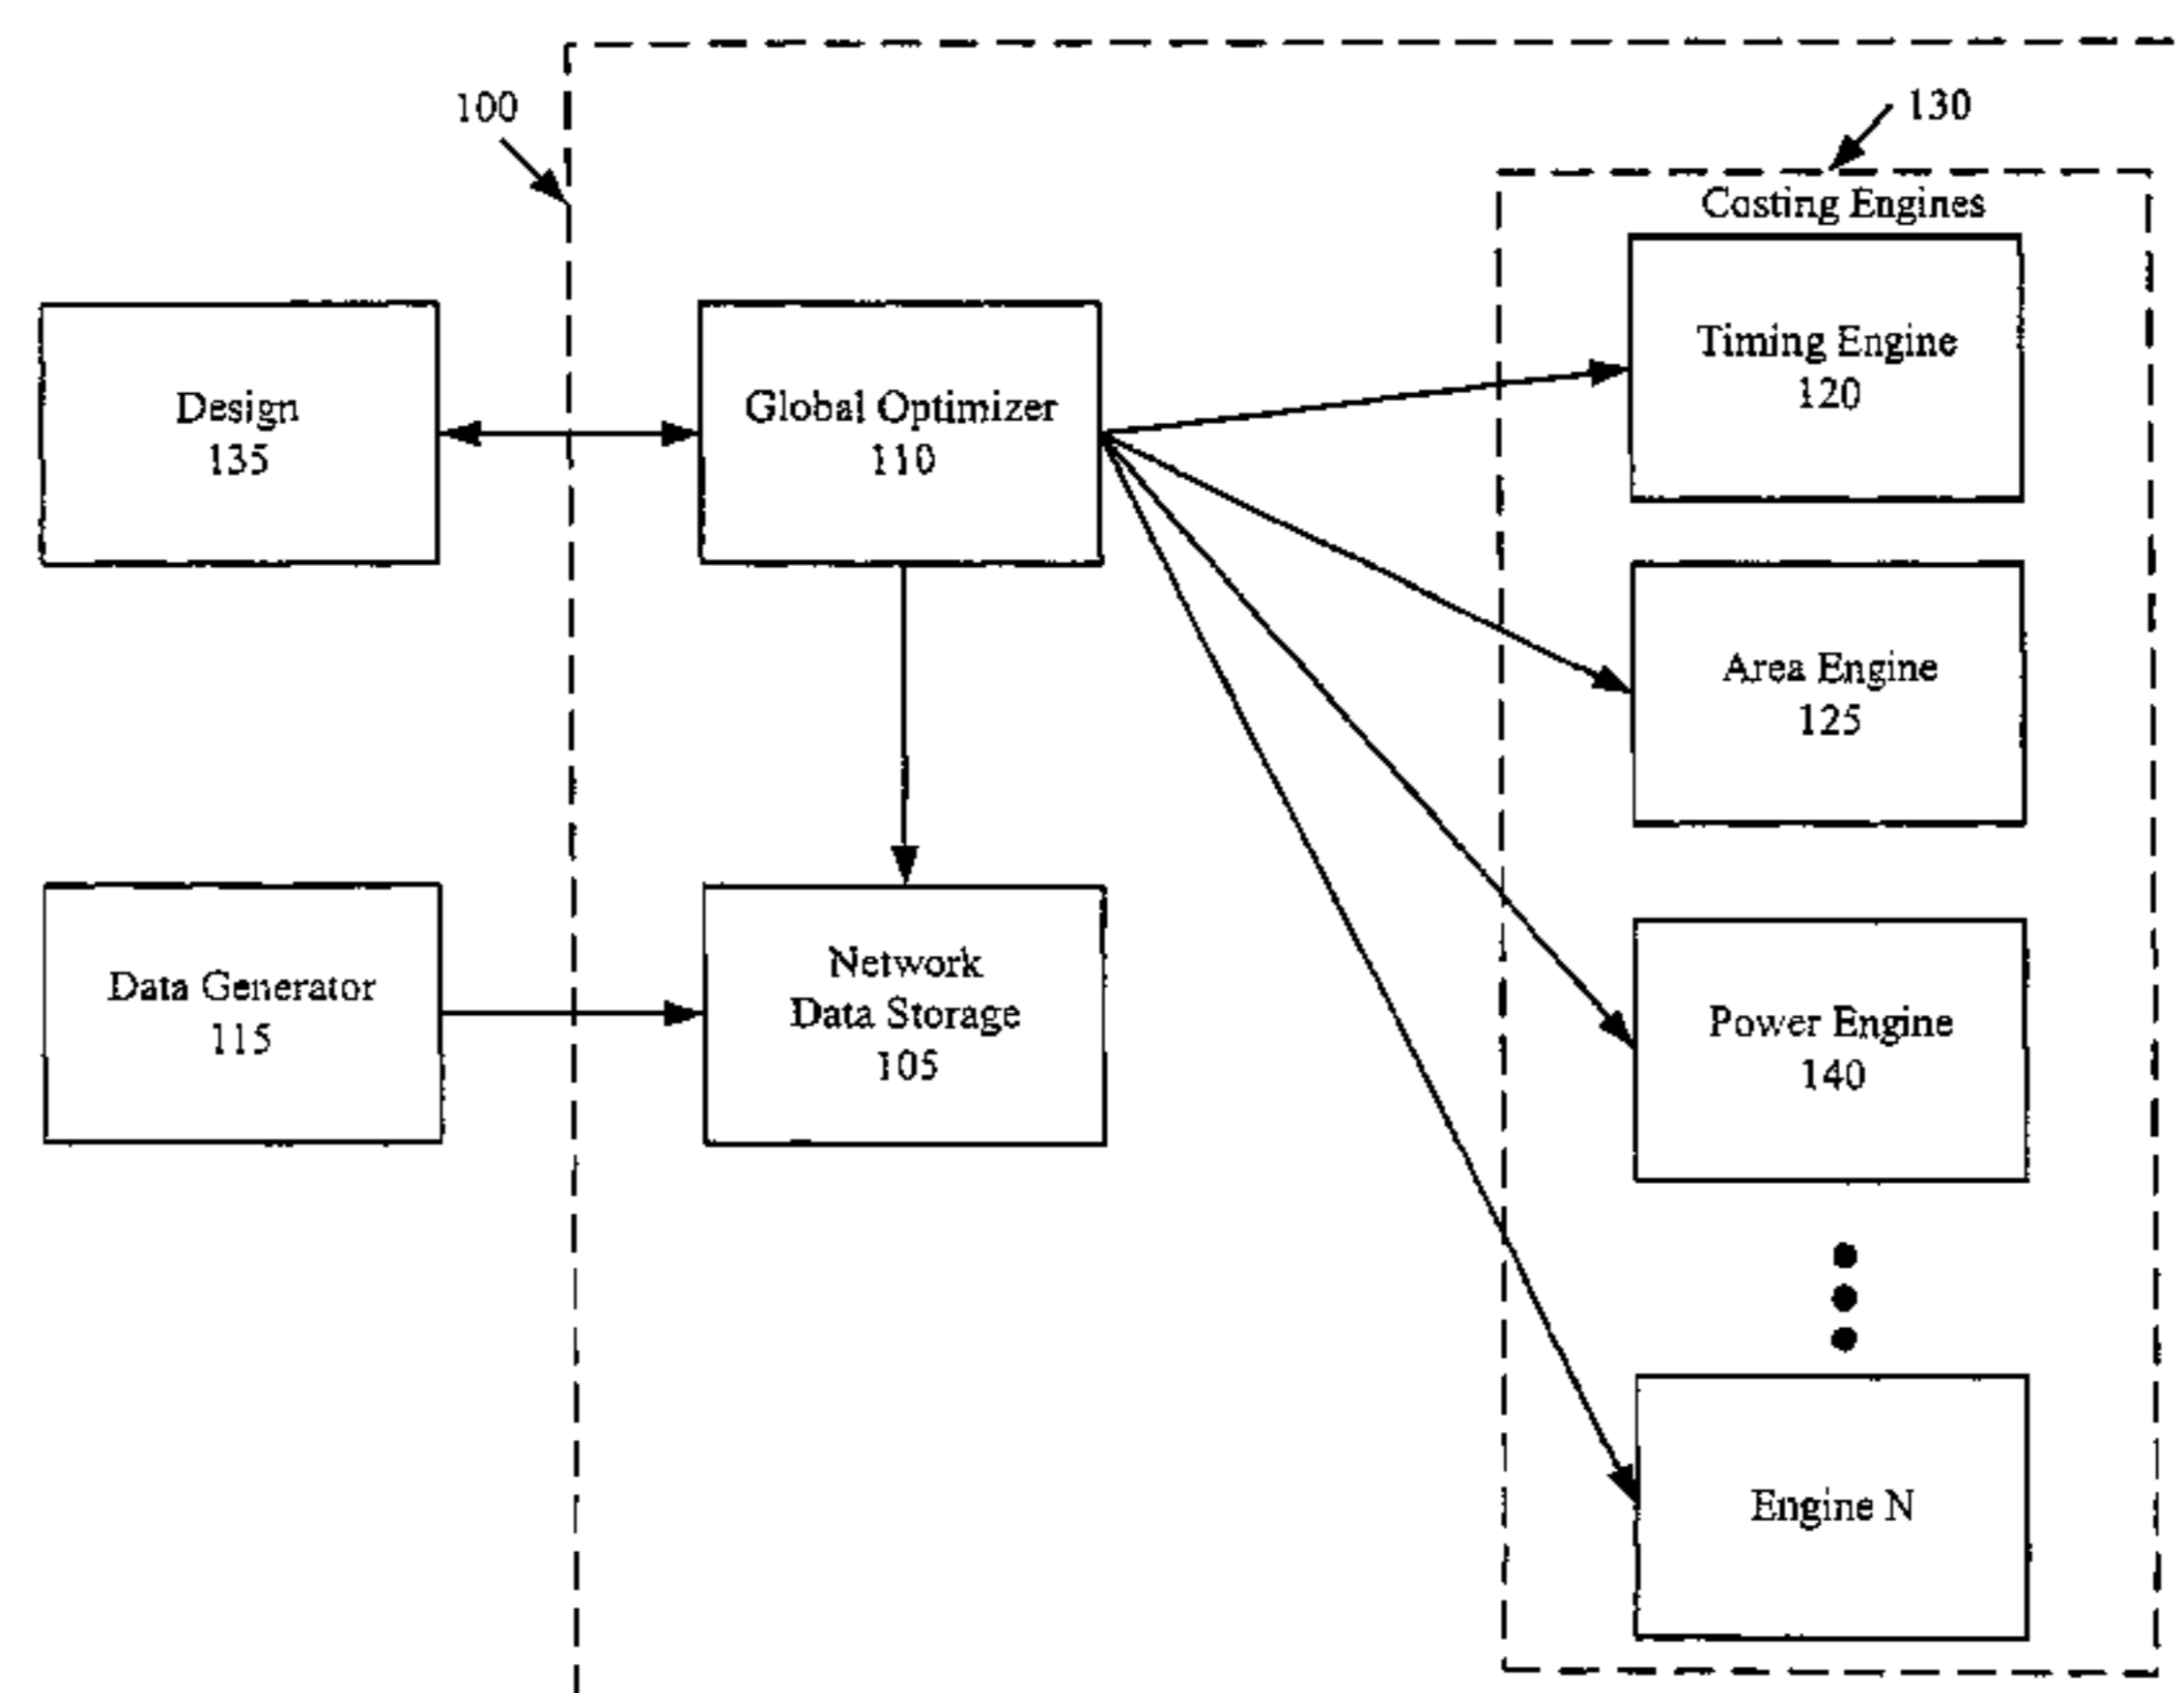 100
130
Costing Engines
Timing Engine
120
Design
135
Global Optimizer
110
Area Engine
125
Data Generator
115
Network
Data Storage
105
Power Engine
140
Engine N